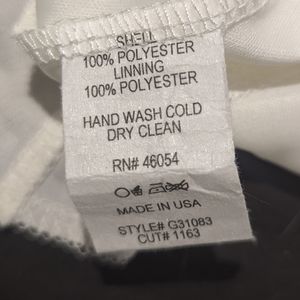 SHELL
100% POLYESTER
LINNING
100% POLYESTER
HAND WASH COLD
DRY CLEAN
RN# 46054
MADE IN USA
STYLE# G31083
CUT# 1163